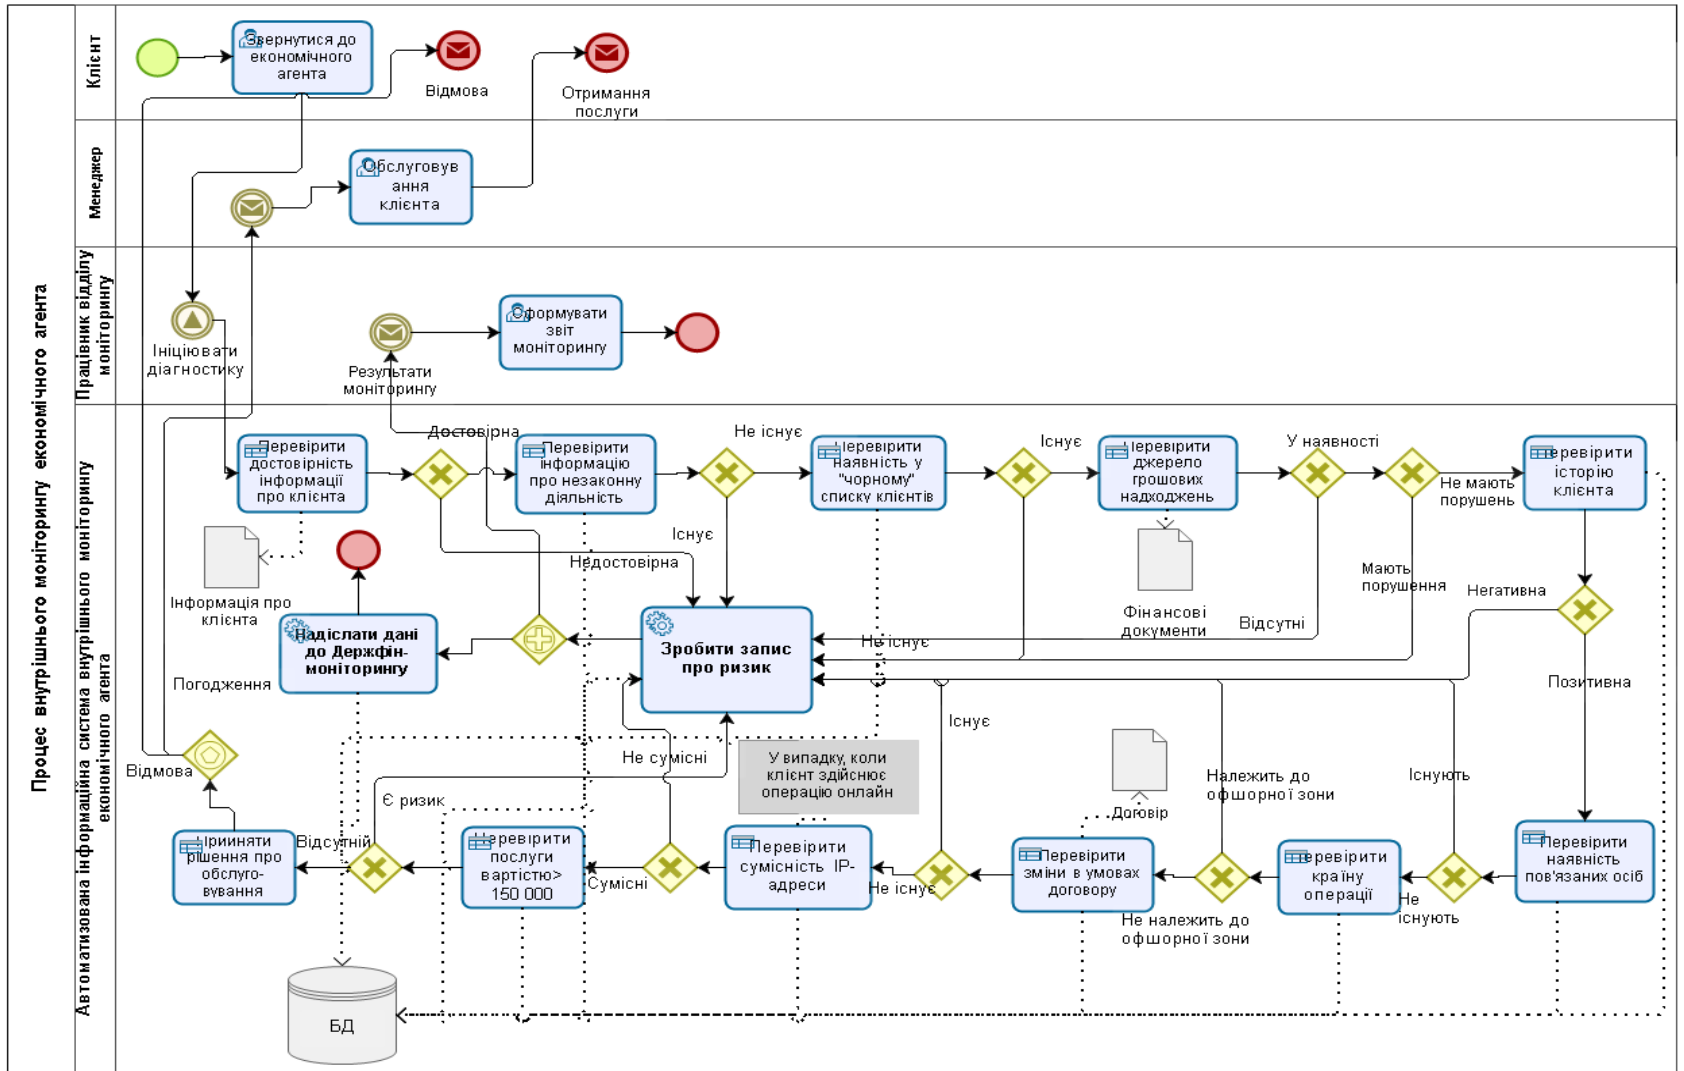 Процес внутрішнього моніторингу економічного агента
Клієнт
Звернутися до
економічного
агента
Відмова
Отримання
послуги
Менеджер
Обслуговув
ання
клієнта
Працівник відділу
моніторингу
Ініціювати
діагностику
Результати
моніторингу
Сформувати
звіт
моніторингу
Автоматизована інформаційна система внутрішнього моніторингу
економічного агента
Перевірити
достовірність
інформації
про клієнта
Достовірна
Перевірити
інформацію
про незаконну
діяльність
Не існує
Перевірити
наявність у
"чорному"
списку клієнтів
Існує
Перевірити
джерело
грошових
надходжень
У наявності
Не мають
порушень
Перевірити
історію
клієнта
Інформація про
клієнта
Недостовірна
Існує
Фінансові
документи
Мають
порушення
Негативна
Відсутні
Не існує
Надіслати дані
до Держфін-
моніторингу
Зробити запис
про ризик
Позитивна
Погодження
Відмова
Існує
Не сумісні
У випадку, коли
клієнт здійснює
операцію онлайн
Договір
Належить до
офшорної зони
Існують
Є ризик
Прийняти
рішення про
обслуго-
вування
Відсутній
Перевірити
послуги
вартістю>
150 000
Сумісні
Перевірити
сумісність IP-
адреси
Не існує
Перевірити
зміни в умовах
договору
Не належить до
офшорної зони
Перевірити
країну
операції
Не
існують
Перевірити
наявність
пов'язаних осіб
БД